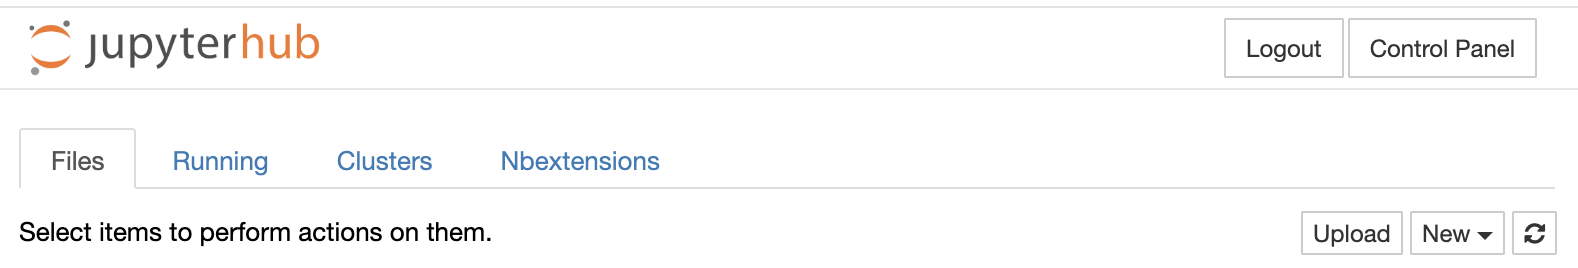 jupyterhub Logout Control Panel
Files Running Clusters Nbextensions
Select items to perform actions on them. Upload New